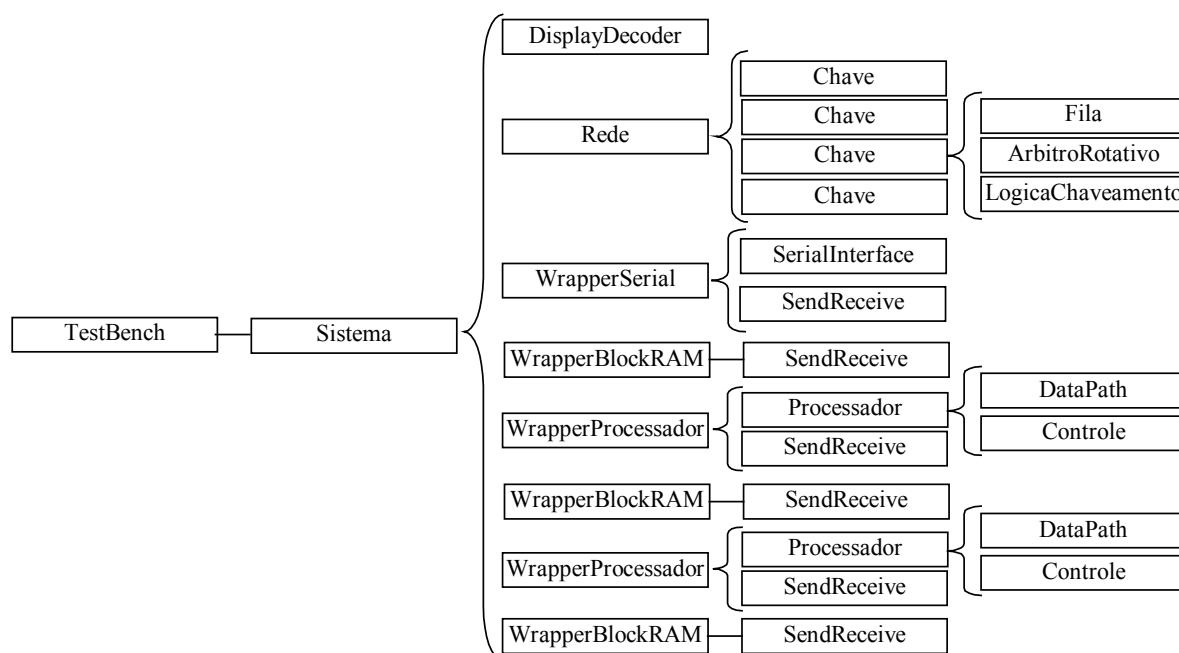 DisplayDecoder
Chave
Chave
Fila
Rede
Chave
ArbitroRotativo
Chave
LogicaChaveamento
SerialInterface
WrapperSerial
SendReceive
TestBench
Sistema
WrapperBlockRAM
SendReceive
DataPath
Processador
WrapperProcessador
Controle
SendReceive
WrapperBlockRAM
SendReceive
DataPath
Processador
WrapperProcessador
Controle
SendReceive
WrapperBlockRAM
SendReceive